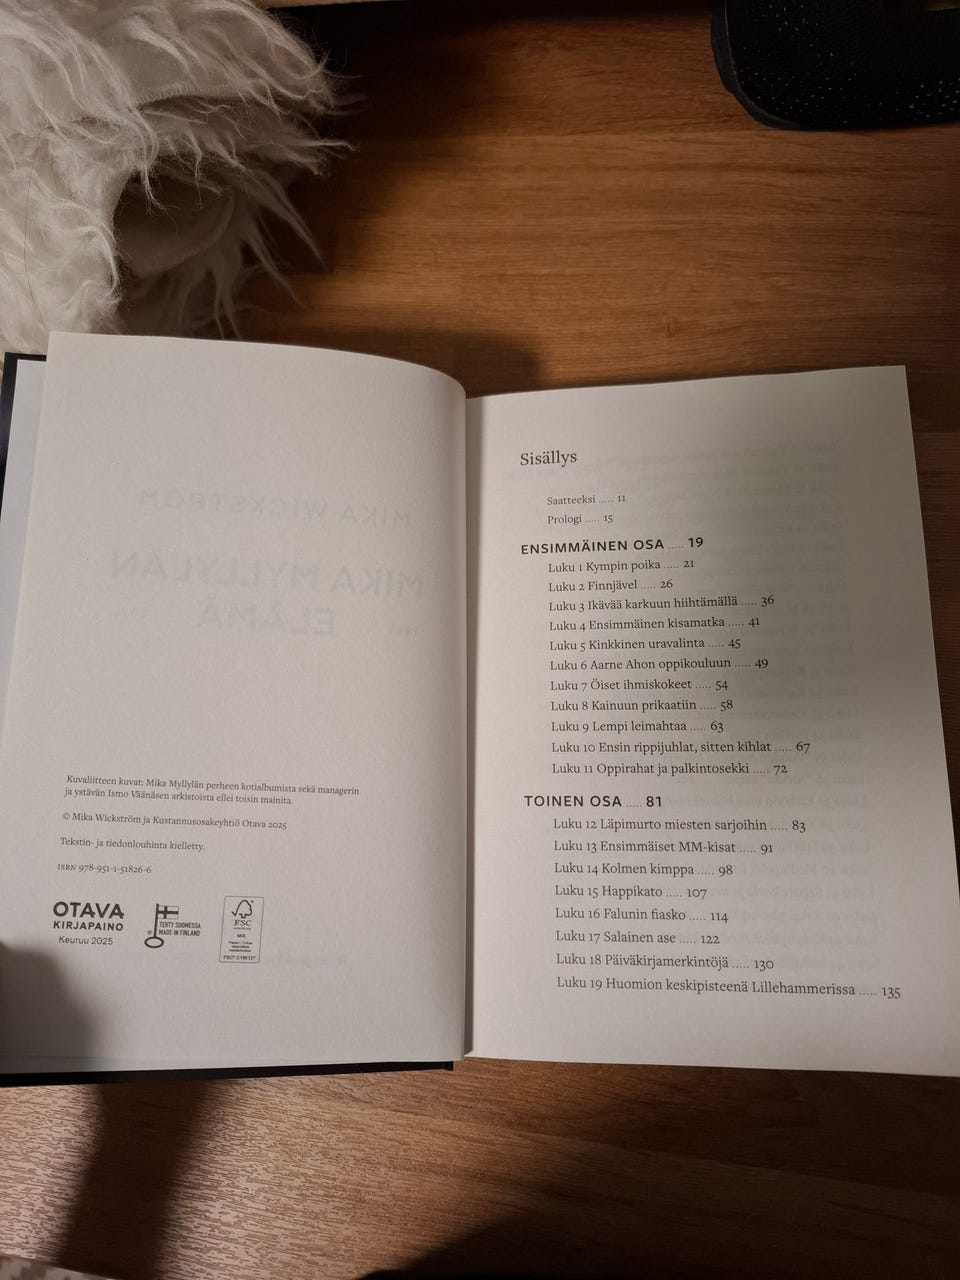 Kuvaliitteen kuvat: Mika Myllylän perheen kotialbumista sekä managerin
ja ystävän Ismo Väänäsen arkistoista ellei toisin mainita.
© Mika Wickström ja Kustannusosakeyhtiö Otava 2025
Tekstin- ja tiedonlouhinta kielletty.
ISBN 978-951-1-51826-6
OTAVA
KIRJAPAINO
Keuruu 2025
TEHTY SUOMESSA
MADE IN FINLAND
FSC
MIX
Sisällys
Saatteeksi ..... 11
Prologi ..... 15
ENSIMMÄINEN OSA ..... 19
Luku 1 Kympin poika ..... 21
Luku 2 Finnjävel ..... 26
Luku 3 Ikävää karkuun hiihtämällä ..... 36
Luku 4 Ensimmäinen kisamatka ..... 41
Luku 5 Kinkkinen uravalinta ..... 45
Luku 6 Aarne Ahon oppikouluun ..... 49
Luku 7 Öiset ihmiskokeet ..... 54
Luku 8 Kainuun prikaatiin ..... 58
Luku 9 Lempi leimahtaa ..... 63
Luku 10 Ensin rippijuhlat, sitten kihlat ..... 67
Luku 11 Oppirahat ja palkintosekki ..... 72
TOINEN OSA ..... 81
Luku 12 Läpimurto miesten sarjoihin ..... 83
Luku 13 Ensimmäiset MM-kisat ..... 91
Luku 14 Kolmen kimppa ..... 98
Luku 15 Happikato ..... 107
Luku 16 Falunin fiasko ..... 114
Luku 17 Salainen ase ..... 122
Luku 18 Päiväkirjamerkintöjä ..... 130
Luku 19 Huomion keskipisteenä Lillehammerissa ..... 135